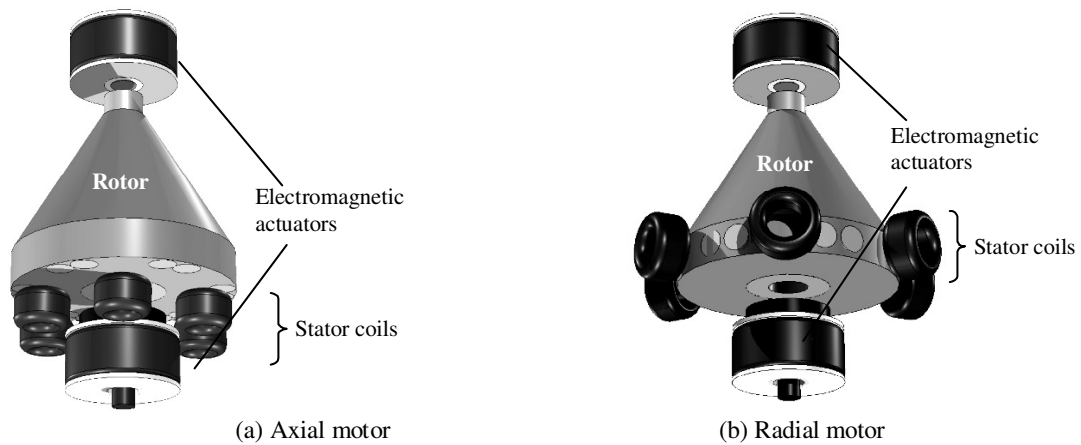 Rotor
Electromagnetic
actuators
Stator coils
(a) Axial motor
Rotor
Electromagnetic
actuators
Stator coils
(b) Radial motor